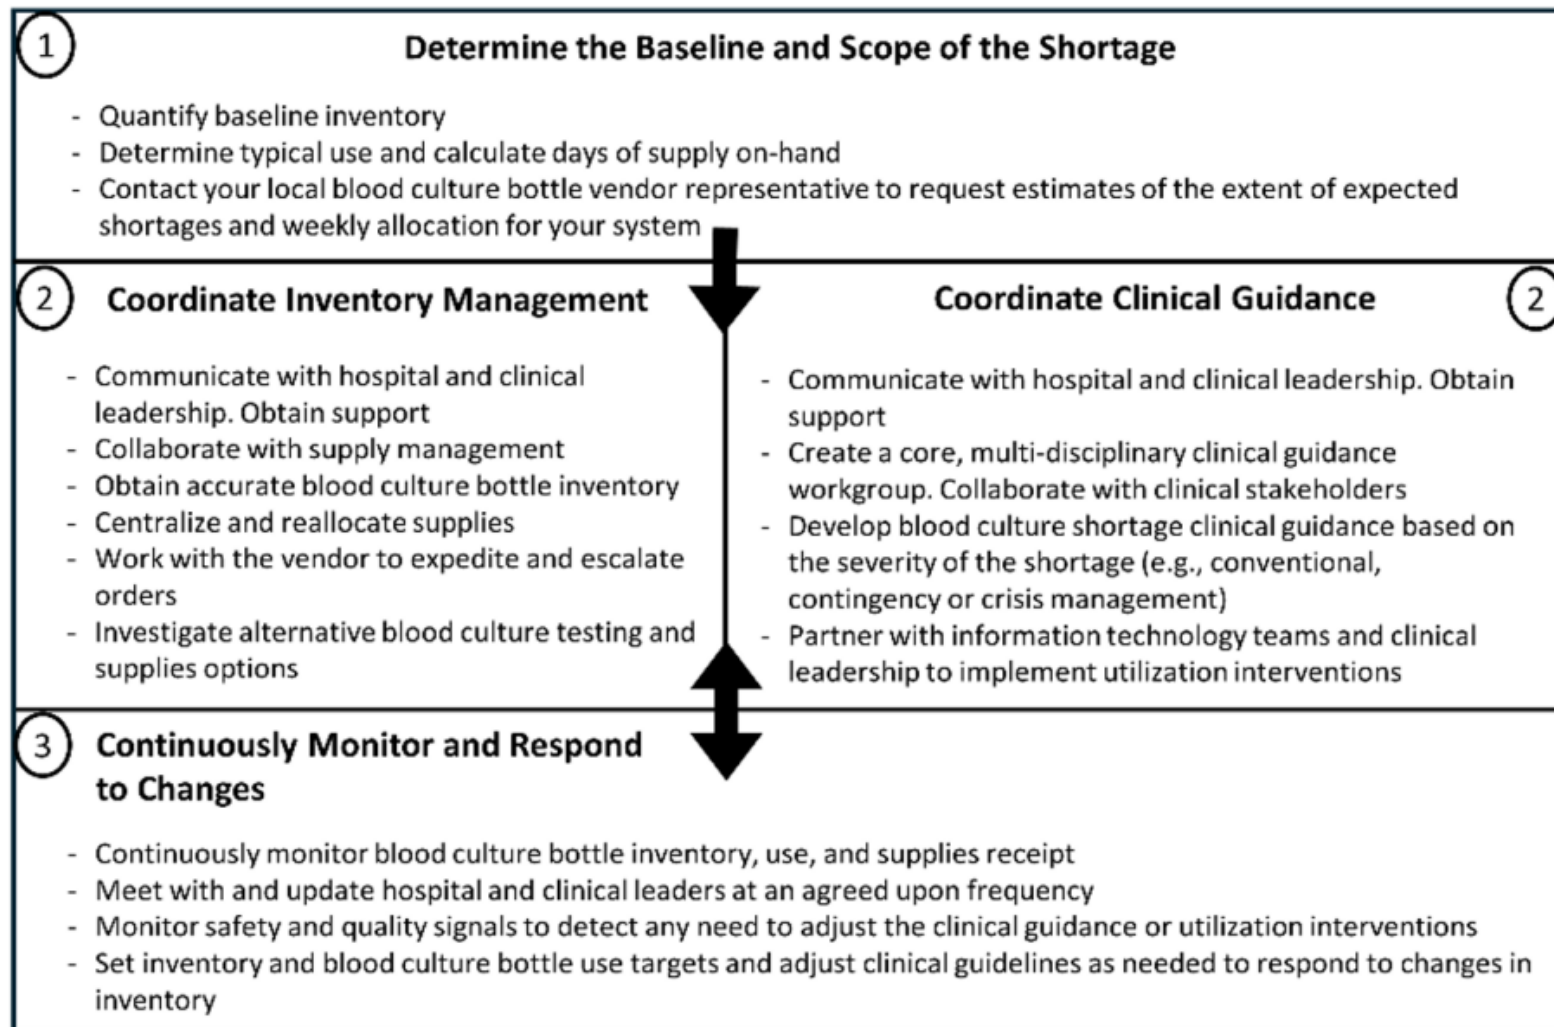 1
Determine the Baseline and Scope of the Shortage
- Quantify baseline inventory
- Determine typical use and calculate days of supply on-hand
- Contact your local blood culture bottle vendor representative to request estimates of the extent of expected
shortages and weekly allocation for your system
2
Coordinate Inventory Management
- Communicate with hospital and clinical
leadership. Obtain support
- Collaborate with supply management
- Obtain accurate blood culture bottle inventory
- Centralize and reallocate supplies
- Work with the vendor to expedite and escalate
orders
- Investigate alternative blood culture testing and
supplies options
Coordinate Clinical Guidance
2
- Communicate with hospital and clinical leadership. Obtain
support
- Create a core, multi-disciplinary clinical guidance
workgroup. Collaborate with clinical stakeholders
- Develop blood culture shortage clinical guidance based on
the severity of the shortage (e.g., conventional,
contingency or crisis management)
- Partner with information technology teams and clinical
leadership to implement utilization interventions
3
Continuously Monitor and Respond
to Changes
- Continuously monitor blood culture bottle inventory, use, and supplies receipt
- Meet with and update hospital and clinical leaders at an agreed upon frequency
- Monitor safety and quality signals to detect any need to adjust the clinical guidance or utilization interventions
- Set inventory and blood culture bottle use targets and adjust clinical guidelines as needed to respond to changes in
inventory